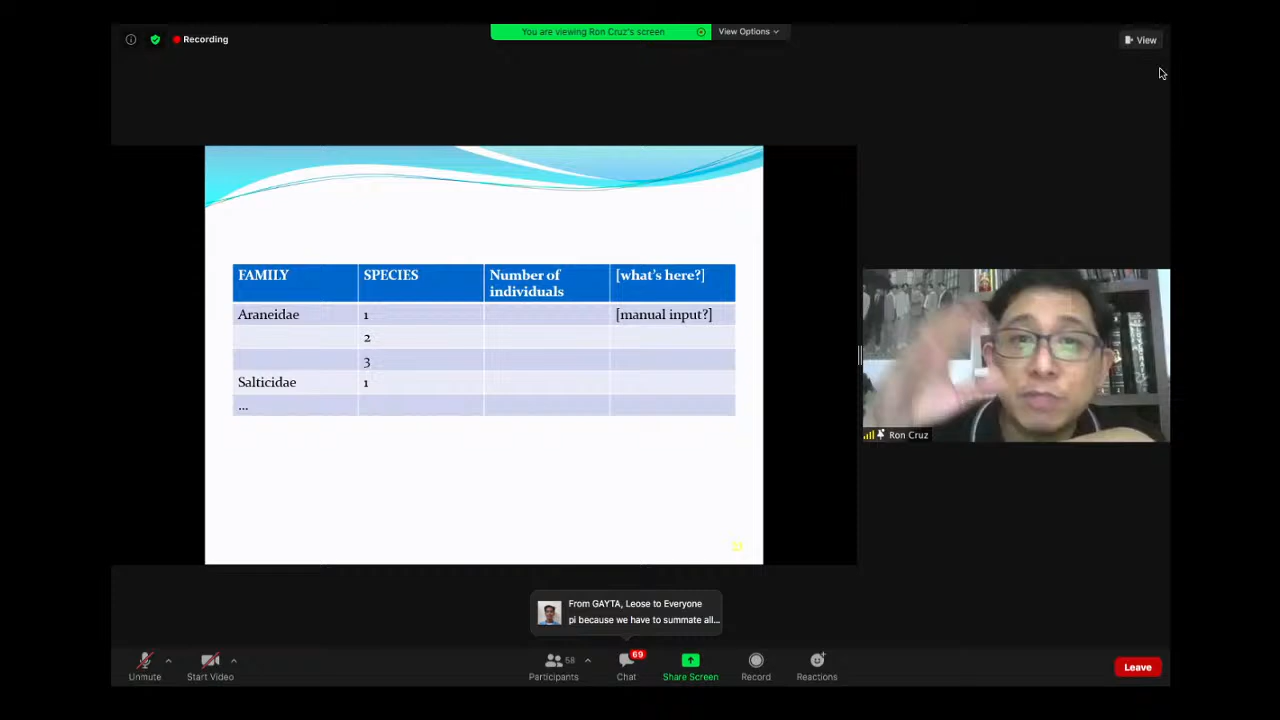 Recording
You are viewing Ron Cruz's screen
View Options
View
FAMILY SPECIES Number of individuals [what's here?]
Araneidae 1 [manual input?]
2
3
Salticidae 1
...
Ron Cruz
From GAYTA, Leose to Everyone
pi because we have to summate all...
58
69
Unmute
Start Video
Participants
Chat
Share Screen
Record
Reactions
Leave